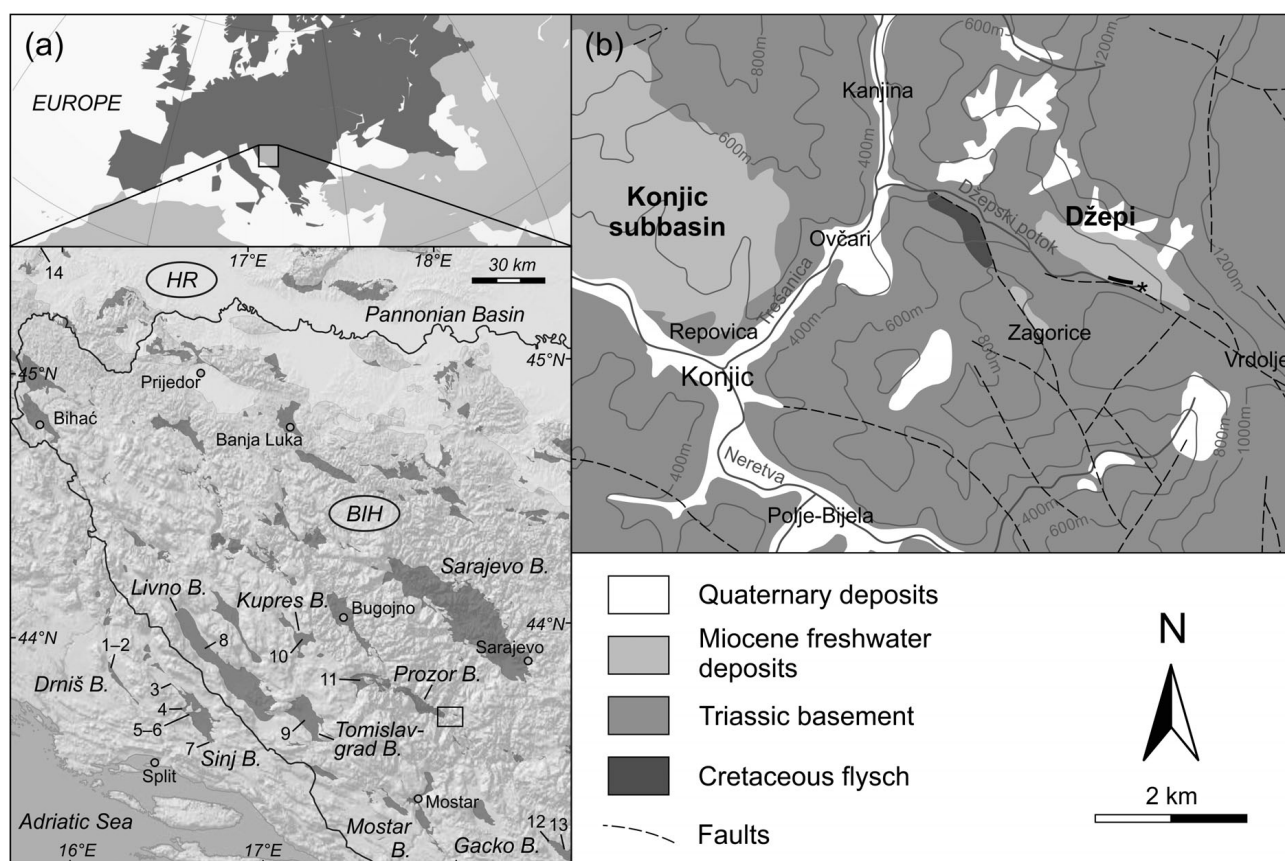 (a)
EUROPE
17°E
18°E
14
HR
30 km
Pannonian Basin
45°N
45°N
Prijedor
Bihać
Banja Luka
BIH
Sarajevo B.
Livno B.
Kupres B.
Bugojno
44°N
44°N
8
1–2
10
Sarajevo
Drniš B.
3
11
Prozor B.
4
5–6
9
Tomislav-
grad B.
7
Sinj B.
Split
Mostar
Adriatic Sea
Mostar
B.
12
13
Gacko B.
16°E
17°E
(b)
600m
1200m
800m
Kanjina
600m
400m
Konjic
subbasin
Džepski potok
Džepi
Ovčari
1200m
*
Trešanica
600m
Repovica
400m
Zagorice
800m
Vrdolje
Konjic
800m
1000m
400m
Neretva
400m
600m
Polje-Bijela
Quaternary deposits
Miocene freshwater
deposits
Triassic basement
Cretaceous flysch
Faults
N
2 km